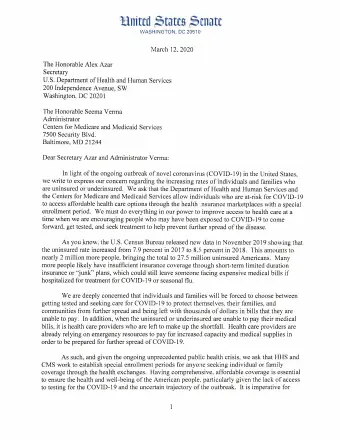 United States Senate
WASHINGTON, DC 20510
March 12, 2020
The Honorable Alex Azar
Secretary
U.S. Department of Health and Human Services
200 Independence Avenue, SW
Washington, DC 20201
The Honorable Seema Verma
Administrator
Centers for Medicare and Medicaid Services
7500 Security Blvd.
Baltimore, MD 21244
Dear Secretary Azar and Administrator Verma:
In light of the ongoing outbreak of novel coronavirus (COVID-19) in the United States,
we write to express our concern regarding the increasing rates of individuals and families who
are uninsured or underinsured. We ask that the Department of Health and Human Services and
the Centers for Medicare and Medicaid Services allow individuals who are at-risk for COVID-19
to access affordable health care options through the health insurance marketplaces with a special
enrollment period. We must do everything in our power to improve access to health care at a
time when we are encouraging people who may have been exposed to COVID-19 to come
forward, get tested, and seek treatment to help prevent further spread of the disease.
As you know, the U.S. Census Bureau released new data in November 2019 showing that
the uninsured rate increased from 7.9 percent in 2017 to 8.5 percent in 2018. This amounts to
nearly 2 million more people, bringing the total to 27.5 million uninsured Americans. Many
more people likely have insufficient insurance coverage through short-term limited duration
insurance or “junk” plans, which could still leave someone facing expensive medical bills if
hospitalized for treatment for COVID-19 or seasonal flu.
We are deeply concerned that individuals and families will be forced to choose between
getting tested and seeking care for COVID-19 to protect themselves, their families, and
communities from further spread and being left with thousands of dollars in bills that they are
unable to pay. In addition, when the uninsured or underinsured are unable to pay their medical
bills, it is health care providers who are left to make up the shortfall. Health care providers are
already relying on emergency resources to pay for increased capacity and medical supplies in
order to be prepared for further spread of COVID-19.
As such, and given the ongoing unprecedented public health crisis, we ask that HHS and
CMS work to establish special enrollment periods for anyone seeking individual or family
coverage through the health exchanges. Having comprehensive, affordable coverage is essential
to ensure the health and well-being of the American people, particularly given the lack of access
to testing for the COVID-19 and the uncertain trajectory of the outbreak. It is imperative for
1